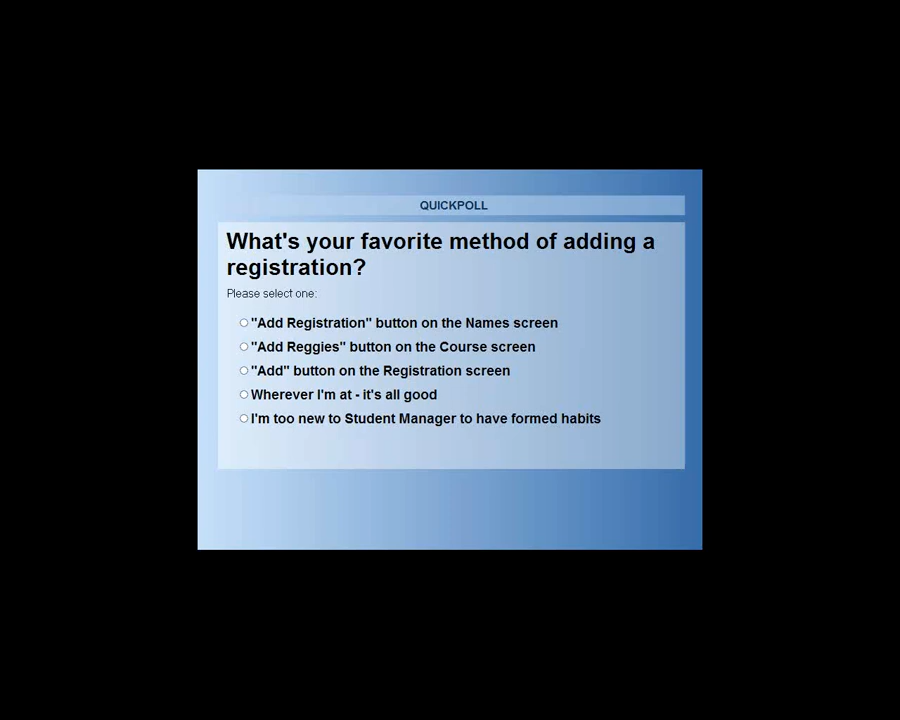 QUICKPOLL
What's your favorite method of adding a
registration?
Please select one:
"Add Registration" button on the Names screen
"Add Reggies" button on the Course screen
"Add" button on the Registration screen
Wherever I'm at - it's all good
I'm too new to Student Manager to have formed habits